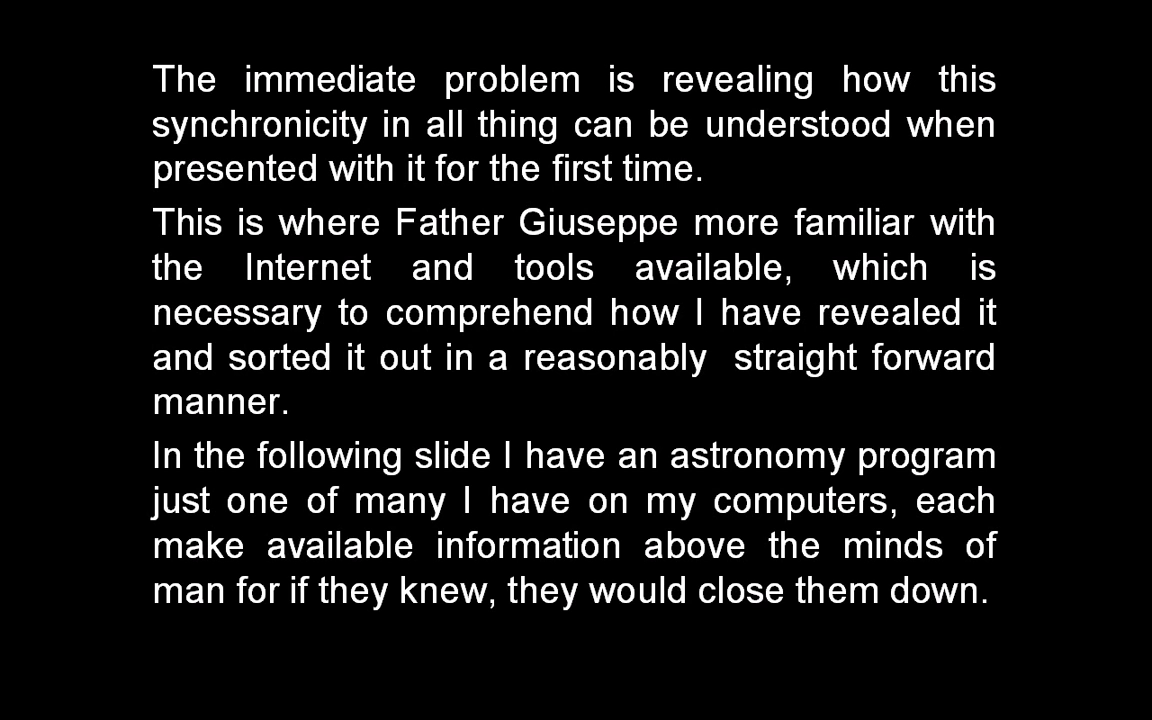 The immediate problem is revealing how this
synchronicity in all thing can be understood when
presented with it for the first time.
This is where Father Giuseppe more familiar with
the Internet and tools available, which is
necessary to comprehend how I have revealed it
and sorted it out in a reasonably straight forward
manner.
In the following slide I have an astronomy program
just one of many I have on my computers, each
make available information above the minds of
man for if they knew, they would close them down.